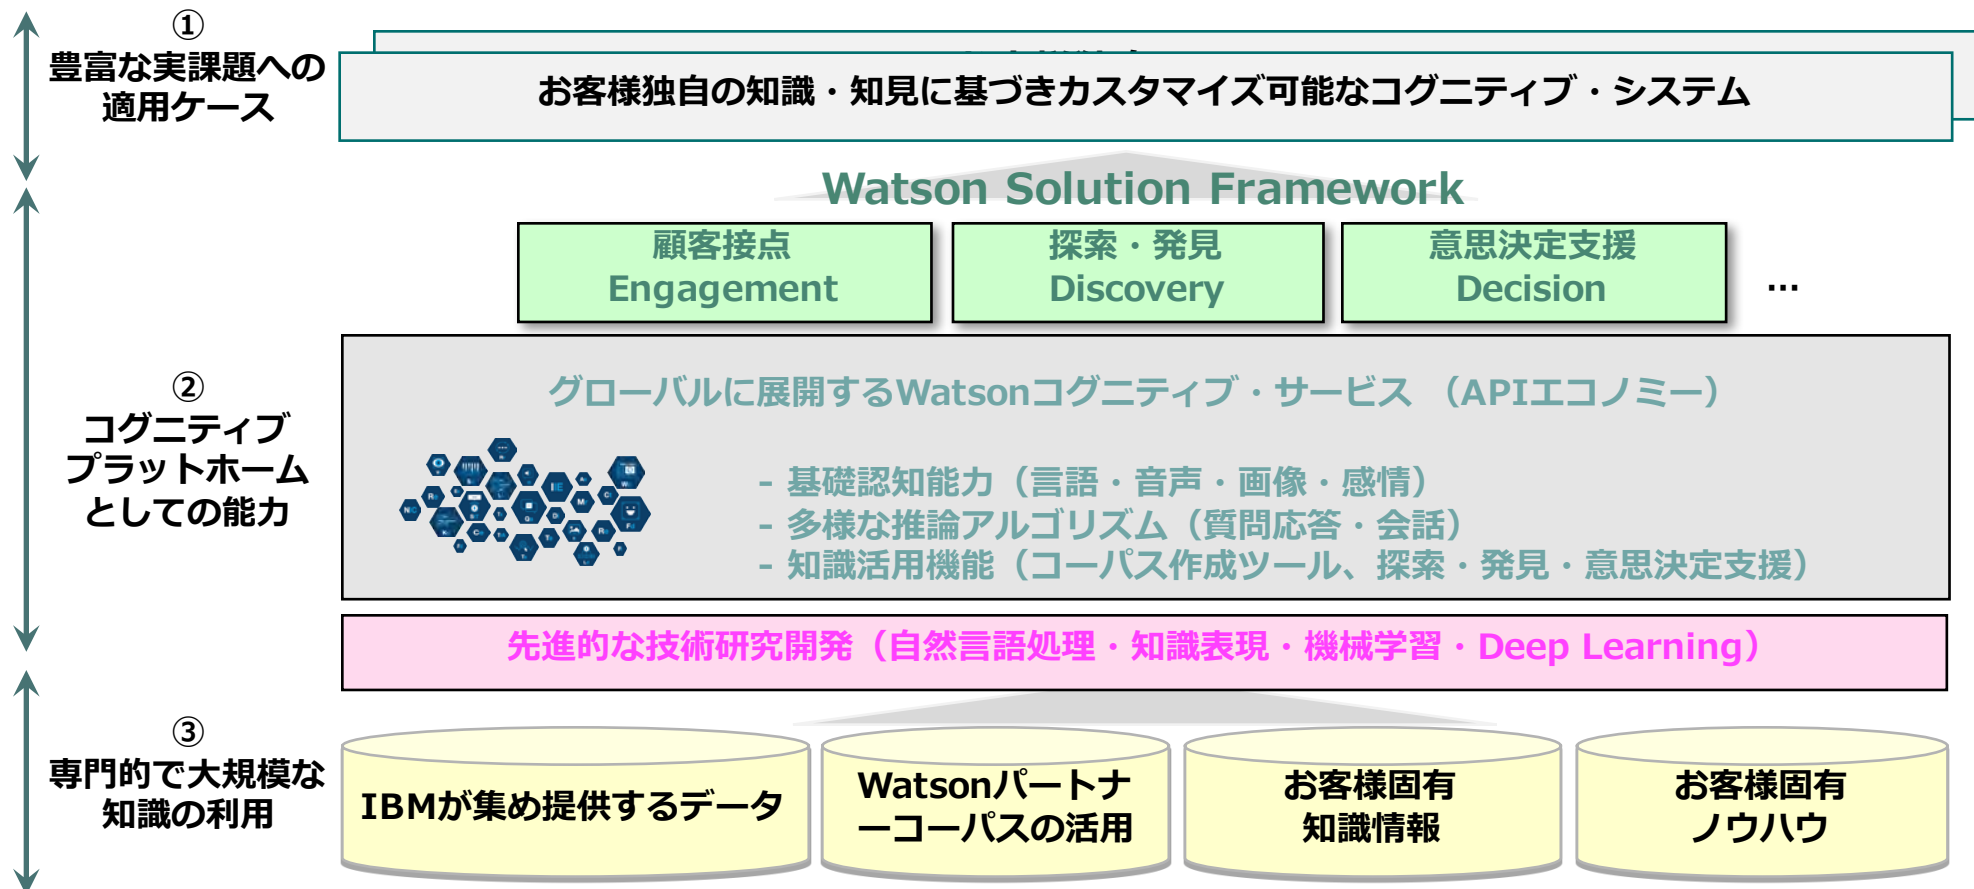 ①
豊富な実課題への
適用ケース
お客様独自の知識・知見に基づきカスタマイズ可能なコグニティブ・システム
Watson Solution Framework
顧客接点
Engagement
探索・発見
Discovery
意思決定支援
Decision
…
②
コグニティブ
プラットホーム
としての能力
グローバルに展開するWatsonコグニティブ・サービス （APIエコノミー）
- 基礎認知能力（言語・音声・画像・感情）
- 多様な推論アルゴリズム（質問応答・会話）
- 知識活用機能（コーパス作成ツール、探索・発見・意思決定支援）
先進的な技術研究開発（自然言語処理・知識表現・機械学習・Deep Learning）
③
専門的で大規模な
知識の利用
IBMが集め提供するデータ
Watsonパートナ
ーコーパスの活用
お客様固有
知識情報
お客様固有
ノウハウ